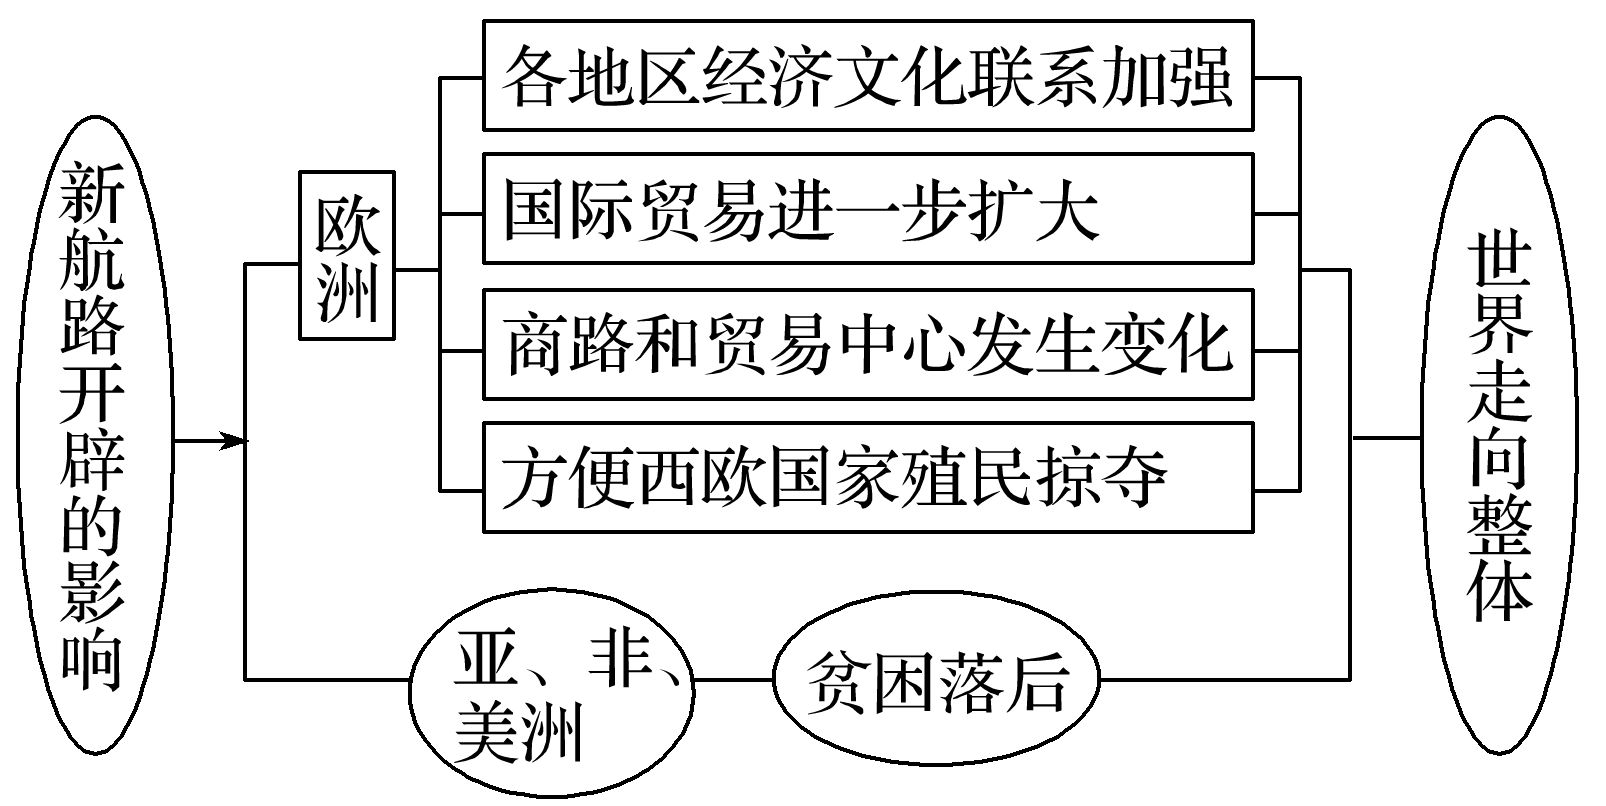 新航路开辟的影响
欧洲
各地区经济文化联系加强
国际贸易进一步扩大
商路和贸易中心发生变化
方便西欧国家殖民掠夺
亚、非、
美洲
贫困落后
世界走向整体